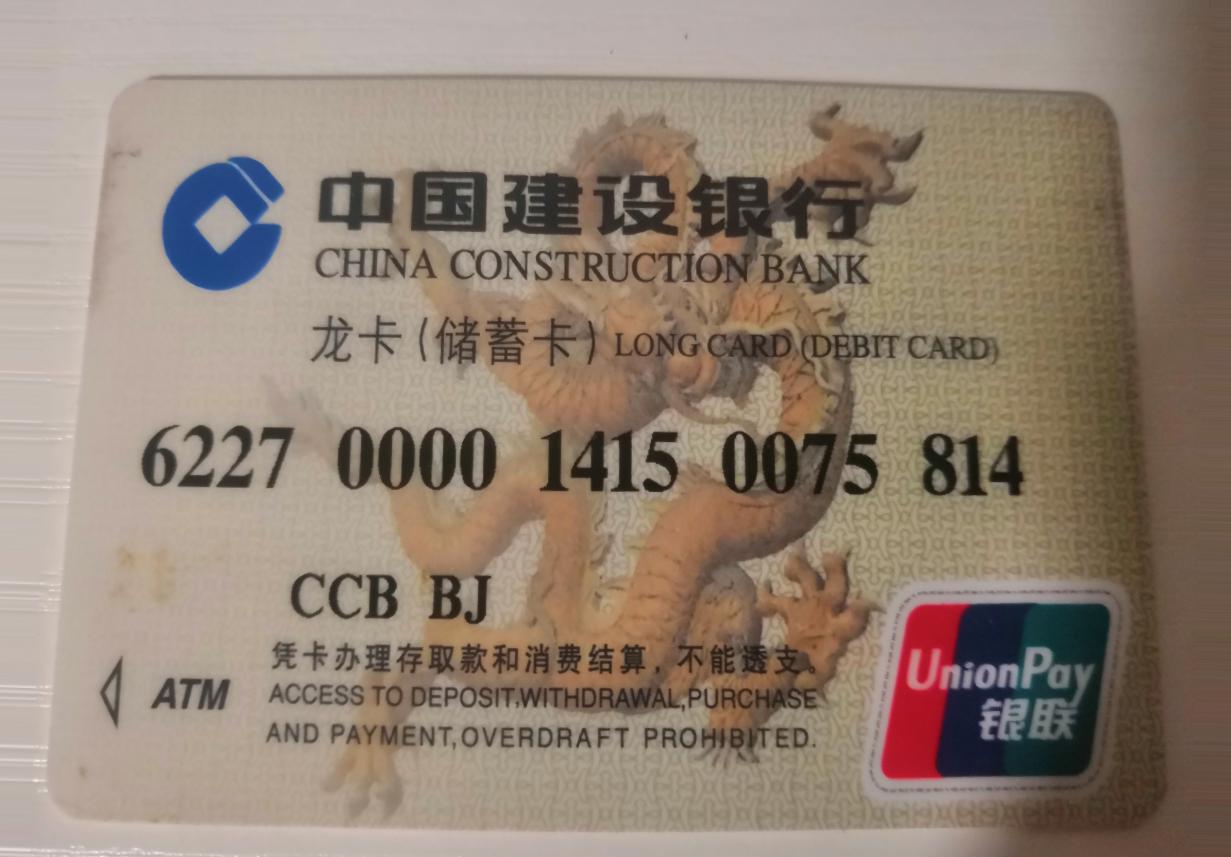 中国建设银行
CHINA CONSTRUCTION BANK
龙卡(储蓄卡) LONG CARD (DEBIT CARD)
6227 0000 1415 0075 814
CCB BJ
凭卡办理存取款和消费结算，不能透支。
ATM ACCESS TO DEPOSIT,WITHDRAWAL,PURCHASE
AND PAYMENT,OVERDRAFT PROHIBITED.
UnionPay
银联